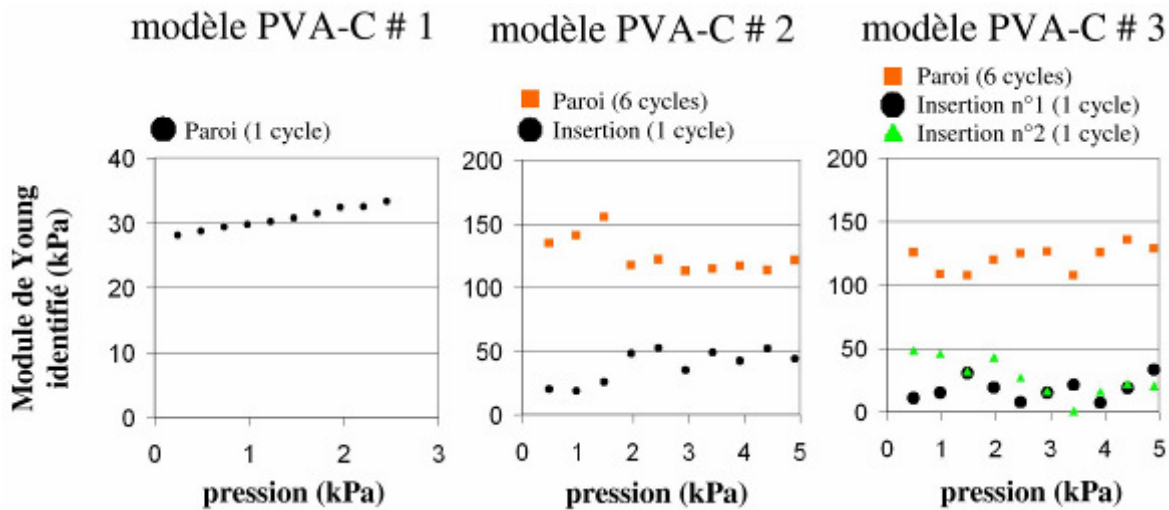 modèle PVA-C # 1
modèle PVA-C # 2
modèle PVA-C # 3
Paroi (1 cycle)
Paroi (6 cycles)
Insertion (1 cycle)
Paroi (6 cycles)
Insertion n°1 (1 cycle)
Insertion n°2 (1 cycle)
Module de Young
identifié (kPa)
40
30
20
10
0
0
1
2
3
pression (kPa)
200
150
100
50
0
0
1
2
3
4
5
pression (kPa)
200
150
100
50
0
0
1
2
3
4
5
pression (kPa)